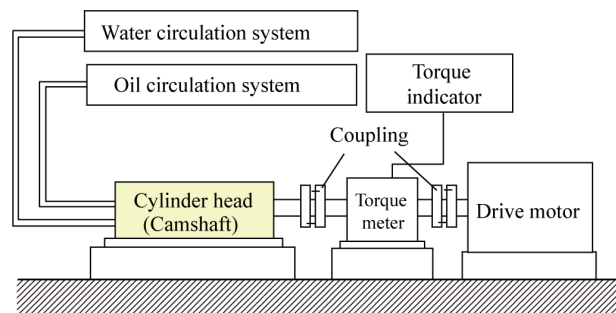 Water circulation system
Oil circulation system
Torque
indicator
Coupling
Cylinder head
(Camshaft)
Torque
meter
Drive motor